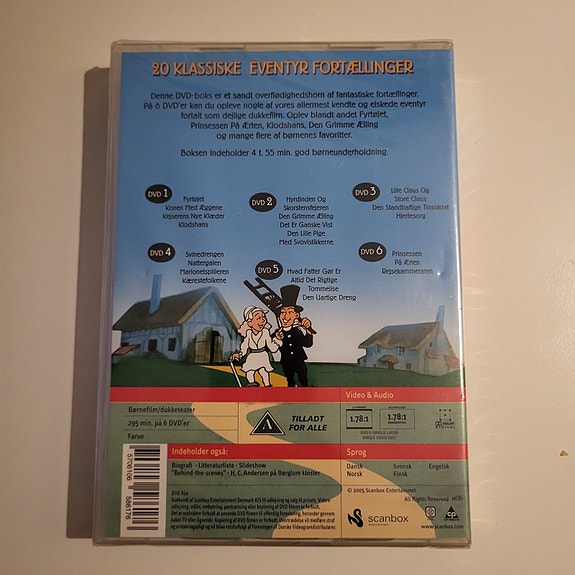 20 KLASSISKE EVENTYR FORTÆLLINGER
Denne DVD-boks er et sandt overflødighedshorn af fantastiske fortællinger.
På 6 DVD'er kan du opleve nogle af vores allermest kendte og elskede eventyr
fortalt som dejlige dukkefilm. Oplev blandt andet Fyrtøjet,
Prinsessen På Ærten, Klodshans, Den Grimme Ælling
og mange flere af børnenes favoritter.
Boksen indeholder 4 t. 55 min. god børneunderholdning.
DVD 1
Fyrtøjet
Konen Med Æggene
Kejserens Nye Klæder
Klodshans
DVD 2
Hyrdinden Og
Skorstensfejeren
Den Grimme Ælling
Det Er Ganske Vist
Den Lille Pige
Med Svovlstikkerne
DVD 3
Lille Claus Og
Store Claus
Den Standhaftige Tinsoldat
Hjertesorg
DVD 4
Svinedrengen
Nattergalen
Marionetspilleren
Kærestefolkene
DVD 5
Hvad Fatter Gør Er
Altid Det Rigtige
Tommelise
Den Uartige Dreng
DVD 6
Prinsessen
På Ærten
Rejsekammeraten
Video & Audio
Børnefilm/dukketeater
295 min. på 6 DVD'er
Farve
A
TILLADT
FOR ALLE
1.78:1
1.78:1
DOLBY
DIGITAL
Indeholder også:
Biografi · Litteraturliste · Slideshow
"Behind-the-scenes" · H. C. Andersen på Børglum kloster
Sprog
Dansk Svensk Engelsk
Norsk Finsk
© 2005 Scanbox Entertainment
All Rights Reserved
scanbox
DVD Bøx